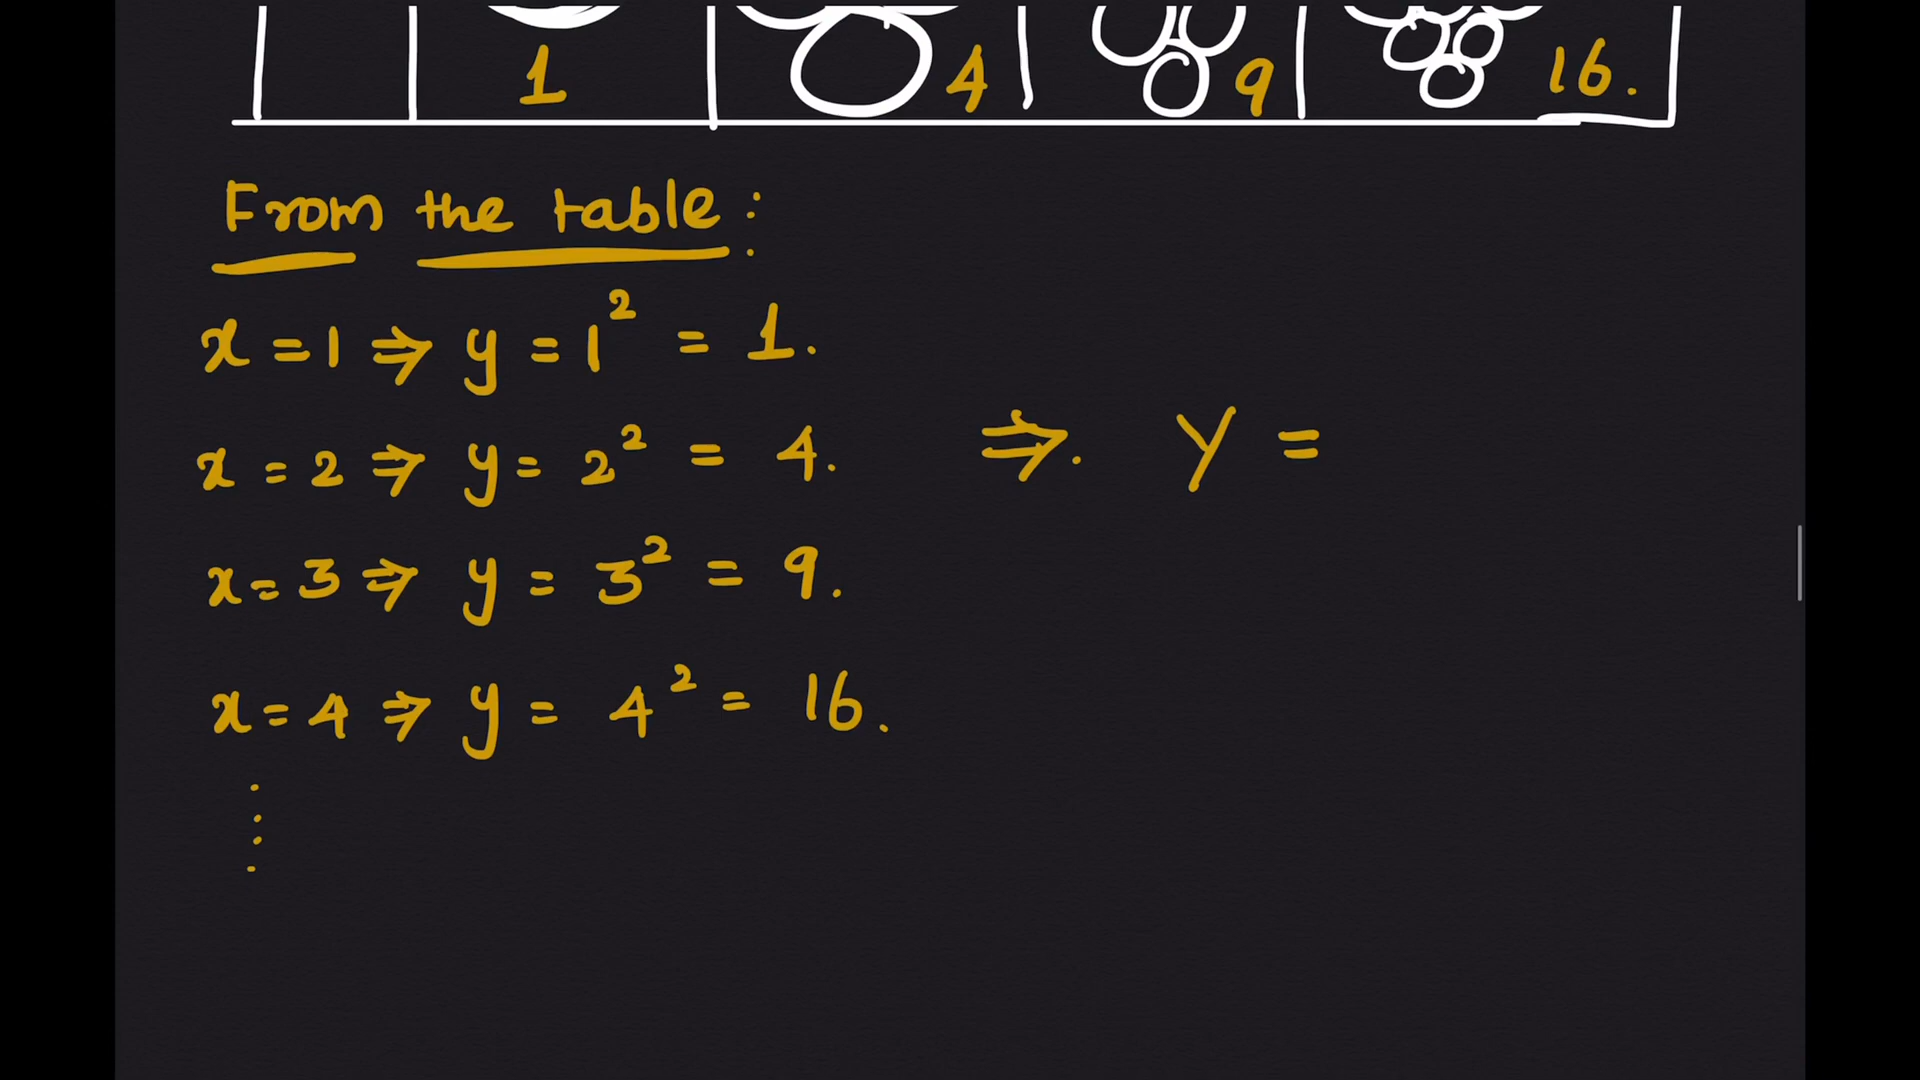 1 4 9 16.
From the table :
x = 1 ⇒ y = 1² = 1.
x = 2 ⇒ y = 2² = 4. ⇒. Y =
x = 3 ⇒ y = 3² = 9.
x = 4 ⇒ y = 4² = 16.